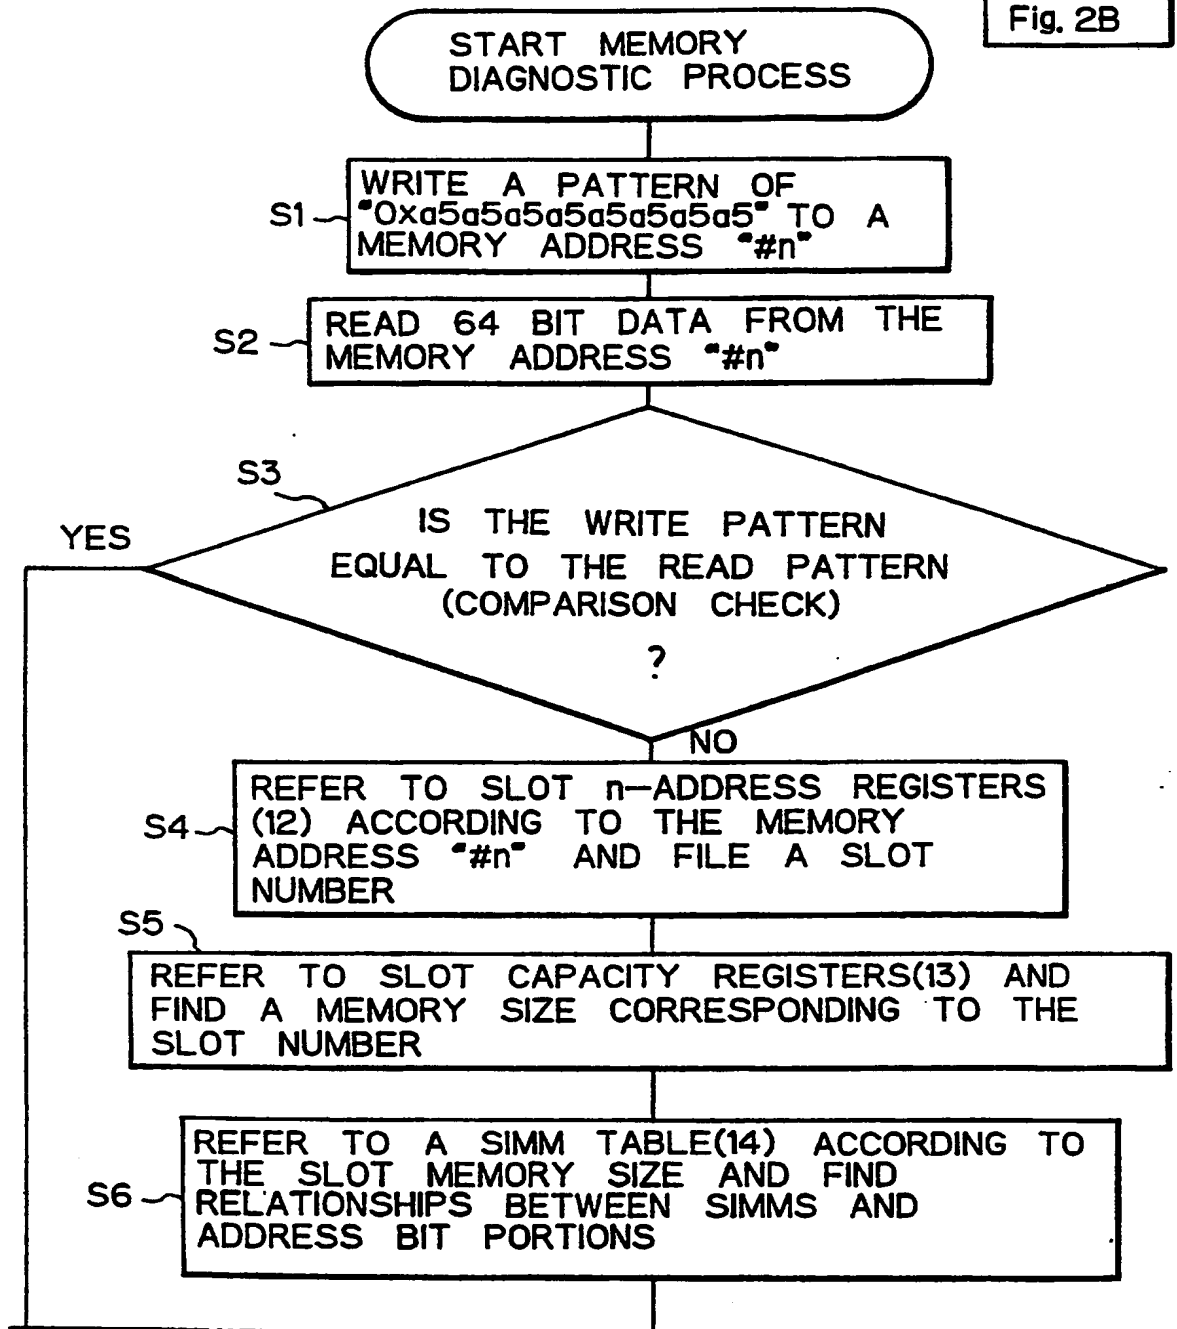 Fig. 2B
START MEMORY
DIAGNOSTIC PROCESS
S1
WRITE A PATTERN OF
"0xa5a5a5a5a5a5a5a5" TO A
MEMORY ADDRESS "#n"
S2
READ 64 BIT DATA FROM THE
MEMORY ADDRESS "#n"
S3
YES
IS THE WRITE PATTERN
EQUAL TO THE READ PATTERN
(COMPARISON CHECK)
?
NO
S4
REFER TO SLOT n-ADDRESS REGISTERS
(12) ACCORDING TO THE MEMORY
ADDRESS "#n" AND FILE A SLOT
NUMBER
S5
REFER TO SLOT CAPACITY REGISTERS(13) AND
FIND A MEMORY SIZE CORRESPONDING TO THE
SLOT NUMBER
S6
REFER TO A SIMM TABLE(14) ACCORDING TO
THE SLOT MEMORY SIZE AND FIND
RELATIONSHIPS BETWEEN SIMMS AND
ADDRESS BIT PORTIONS